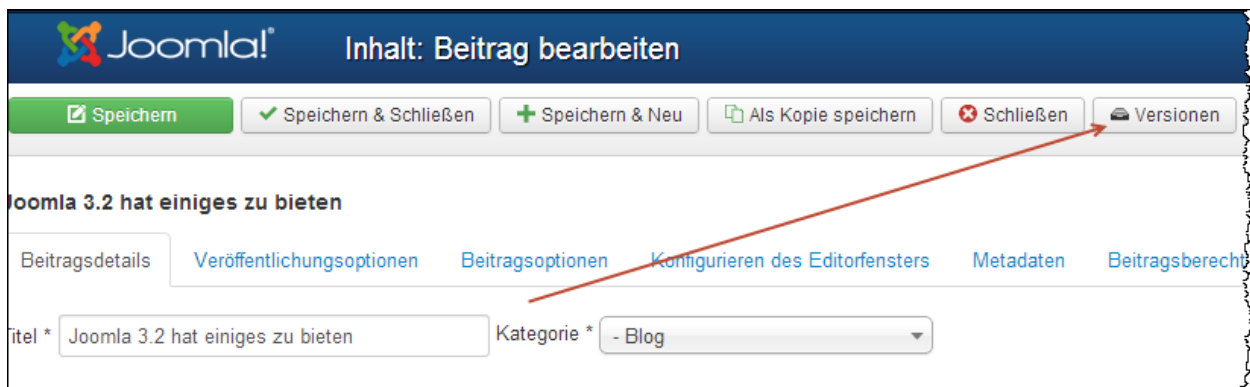 Joomla!® Inhalt: Beitrag bearbeiten
Speichern Speichern & Schließen Speichern & Neu Als Kopie speichern Schließen Versionen
Joomla 3.2 hat einiges zu bieten
Beitragsdetails Veröffentlichungsoptionen Beitragsoptionen Konfigurieren des Editorfensters Metadaten Beitragsberecht
Titel * Joomla 3.2 hat einiges zu bieten Kategorie * - Blog